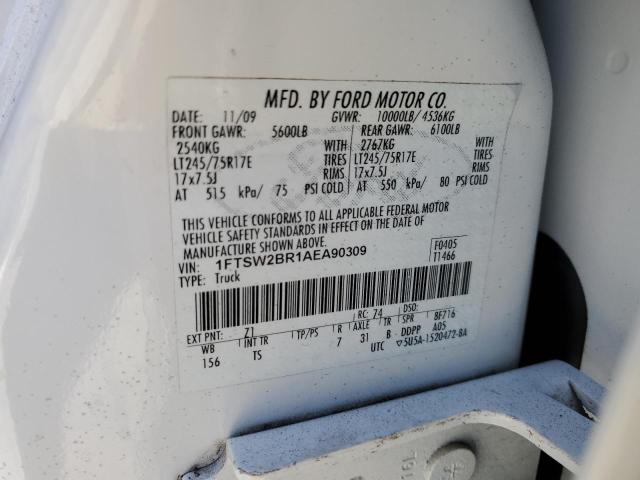 MFD. BY FORD MOTOR CO.
DATE: 11/09 GVWR: 10000LB/ 4536KG
FRONT GAWR: 5600LB REAR GAWR: 6100LB
2540KG WITH 2767KG WITH
LT245/75R17E TIRES LT245/75R17E TIRES
17x7.5J RIMS 17x7.5J RIMS
AT 515 kPa/ 75 PSI COLD AT 550 kPa/ 80 PSI COLD
THIS VEHICLE CONFORMS TO ALL APPLICABLE FEDERAL MOTOR
VEHICLE SAFETY STANDARDS IN EFFECT ON THE DATE OF
MANUFACTURE SHOWN ABOVE.
VIN: 1FTSW2BR1AEA90309 F0405
TYPE: Truck T1466
EXT PNT: Z1 RC: 74 DSO:
WB INT TR TP/PS R AXLE TR SPR BF716
156 TS 7 31 B DDPP A05
UTC ▽5U5A-1520472-BA